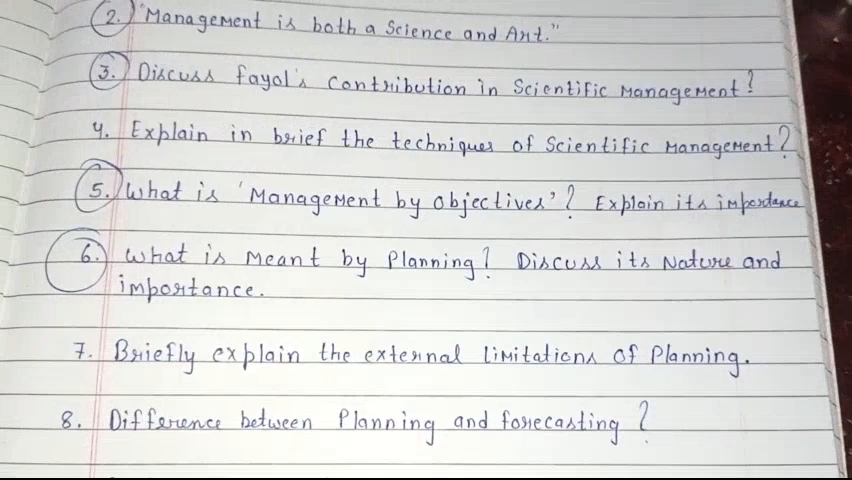 2. "Management is both a Science and Art."
3. Discuss Fayol's contribution in Scientific Management?
4. Explain in brief the techniques of Scientific Management?
5. What is 'Management by objectives'? Explain its importance
6. What is Meant by Planning? Discuss its Nature and
importance.
7. Briefly explain the external limitations of Planning.
8. Difference between Planning and forecasting?